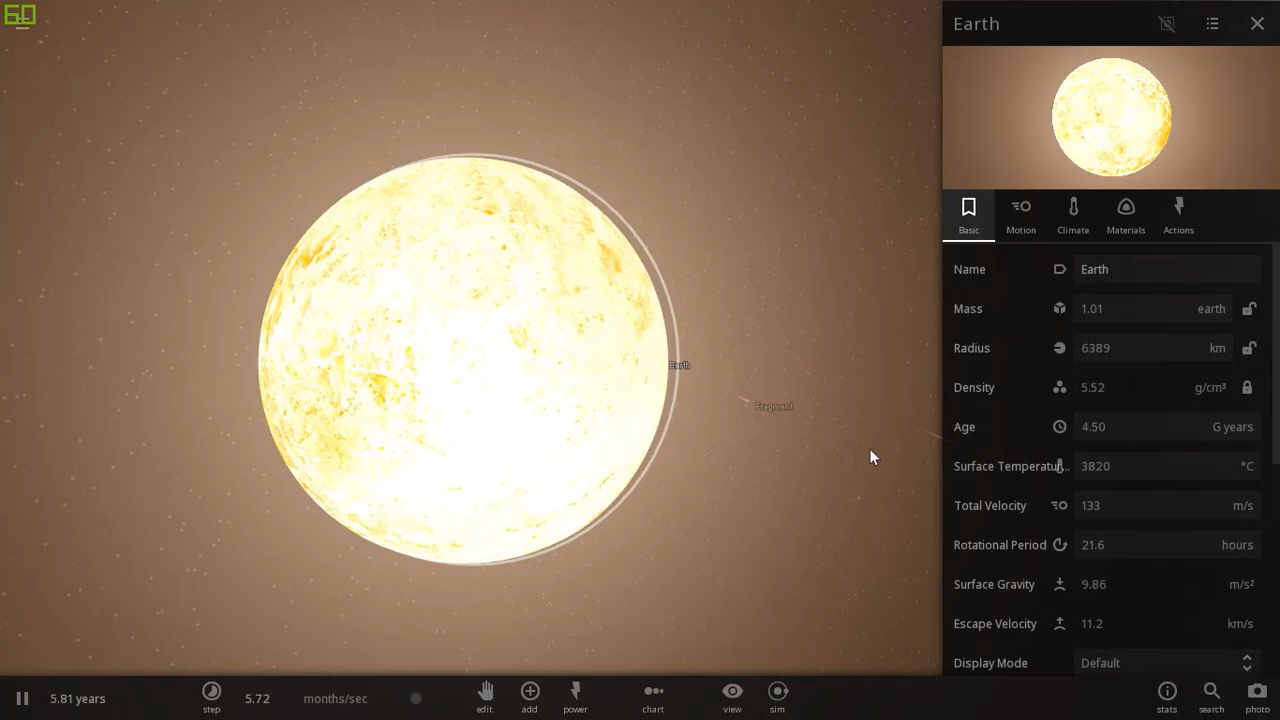 60
Earth
Fragment
Earth
Basic
Motion
Climate
Materials
Actions
Name Earth
Mass 1.01 earth
Radius 6389 km
Density 5.52 g/cm³
Age 4.50 G years
Surface Temperatur... 3820 °C
Total Velocity 133 m/s
Rotational Period 21.6 hours
Surface Gravity 9.86 m/s²
Escape Velocity 11.2 km/s
Display Mode Default
5.81 years
step
5.72 months/sec
edit
add
power
chart
view
sim
stats
search
photo